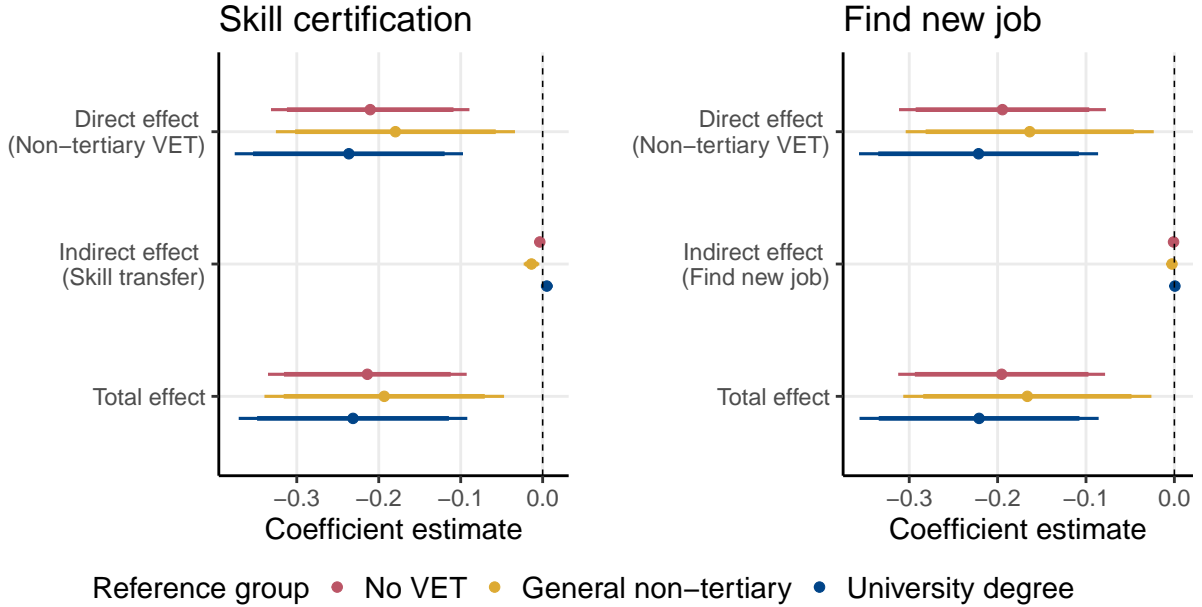 Skill certification
Find new job
Direct effect
(Non−tertiary VET)
Indirect effect
(Skill transfer)
Total effect
−0.3 −0.2 −0.1 0.0
Coefficient estimate
Direct effect
(Non−tertiary VET)
Indirect effect
(Find new job)
Total effect
−0.3 −0.2 −0.1 0.0
Coefficient estimate
Reference group No VET General non−tertiary University degree